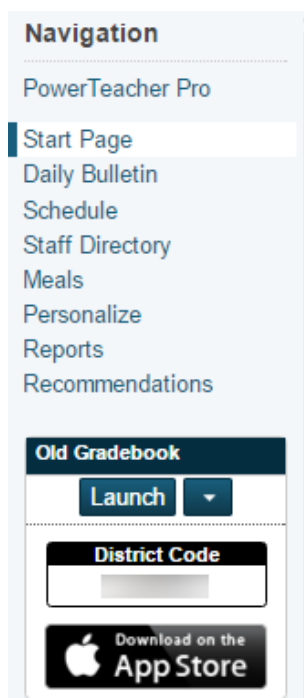 Navigation
PowerTeacher Pro
Start Page
Daily Bulletin
Schedule
Staff Directory
Meals
Personalize
Reports
Recommendations
Old Gradebook
Launch
District Code
Download on the
App Store